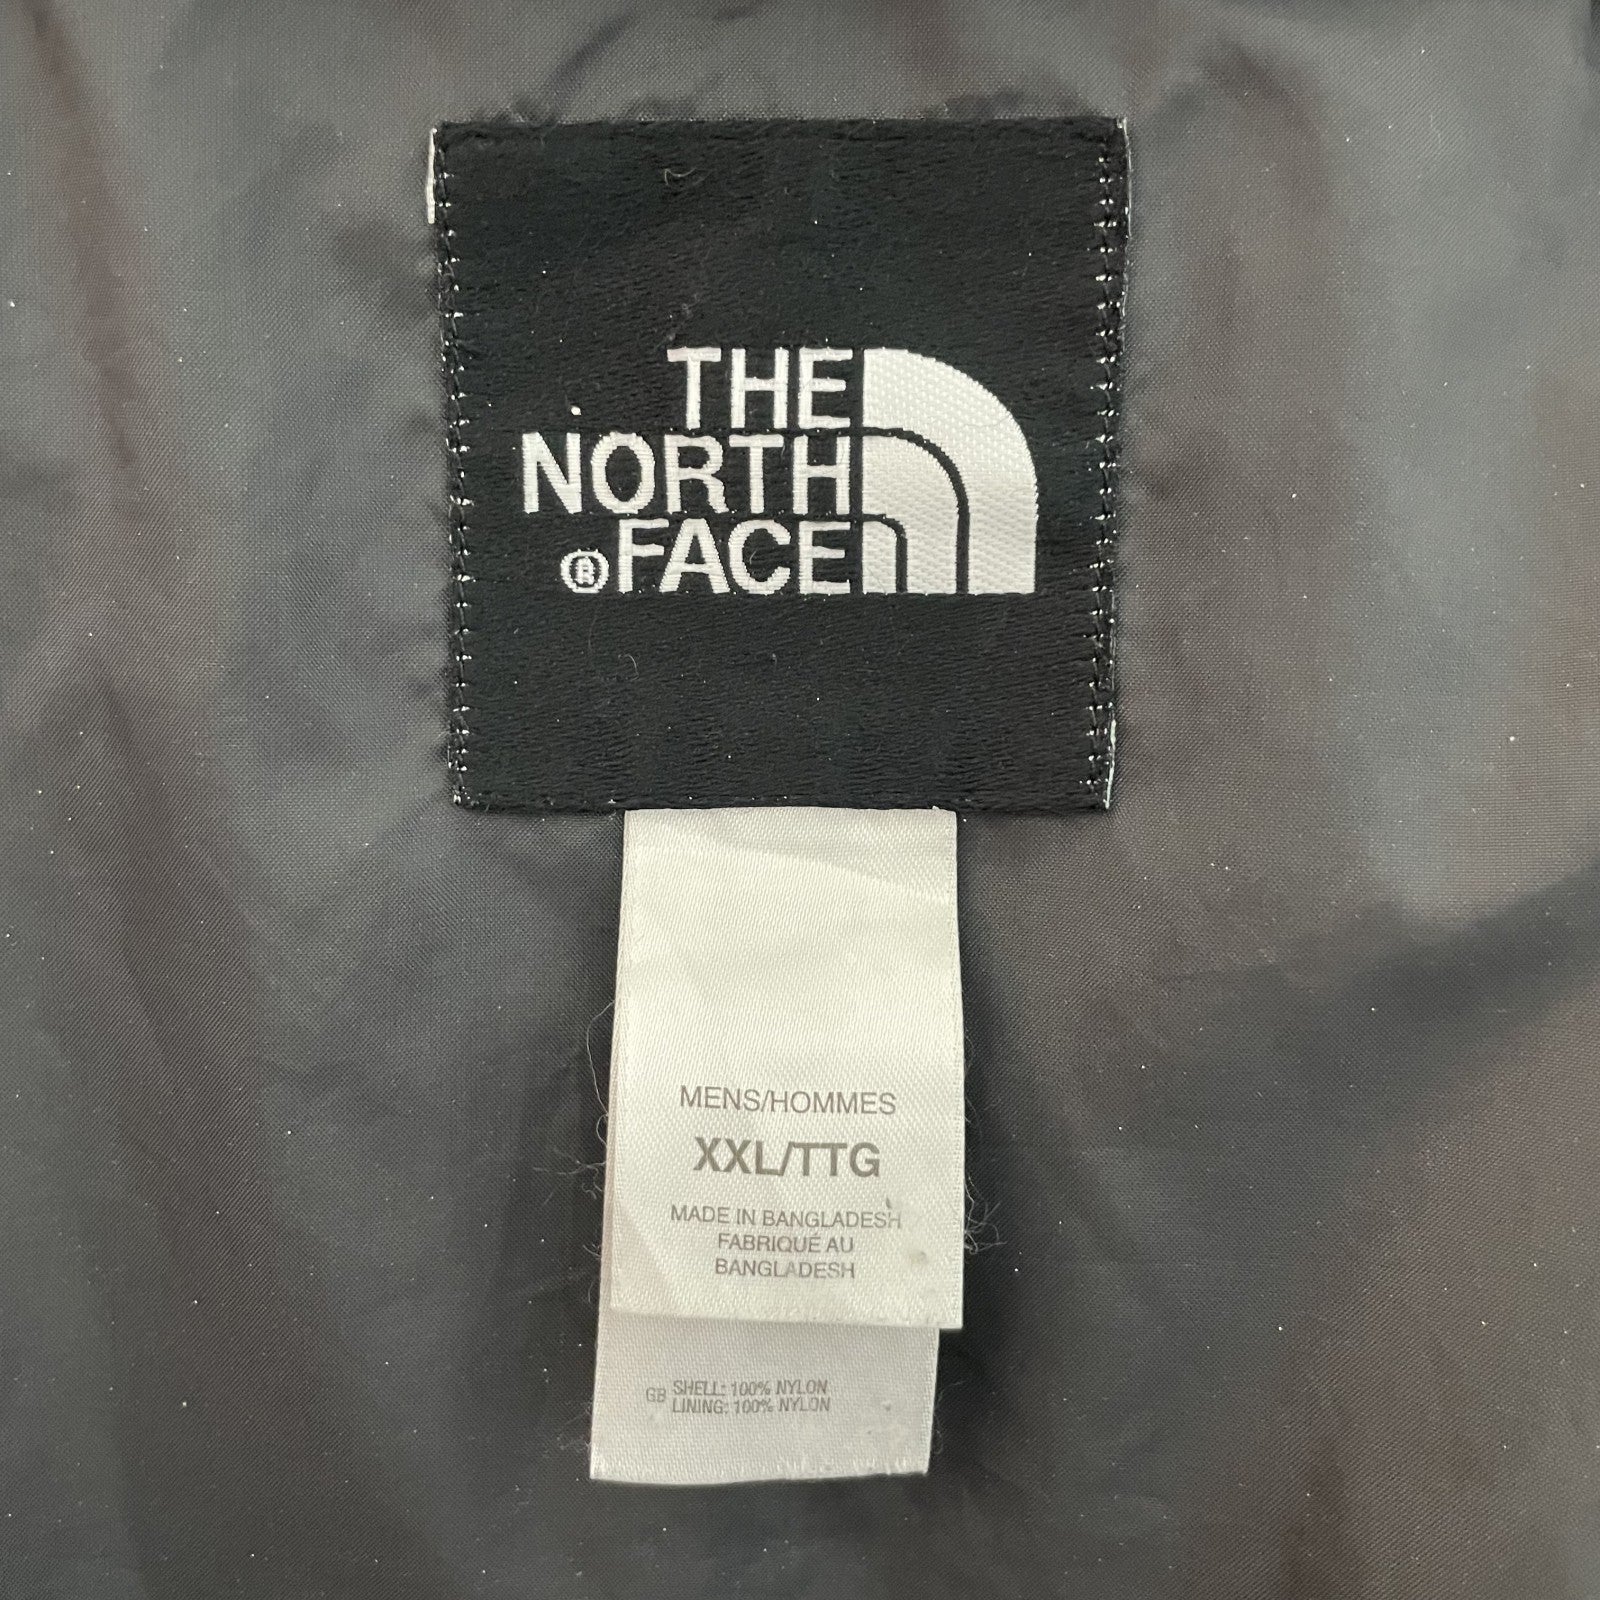 THE
NORTH
® FACE
MENS/HOMMES
XXL/TTG
MADE IN BANGLADESH
FABRIQUÉ AU
BANGLADESH
GB SHELL: 100% NYLON
LINING: 100% NYLON